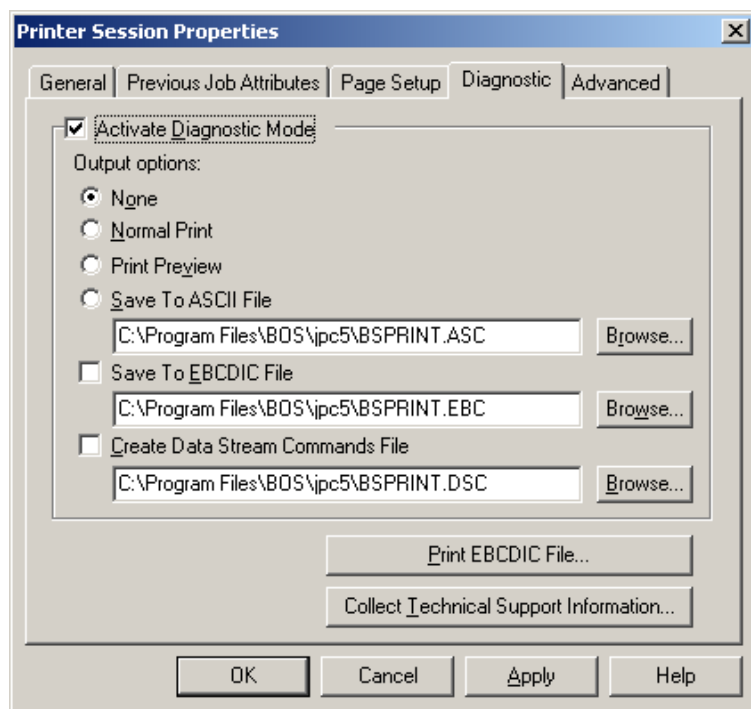 Printer Session Properties
General Previous Job Attributes Page Setup Diagnostic Advanced
Activate Diagnostic Mode
Output options:
None
Normal Print
Print Preview
Save To ASCII File
C:\Program Files\BOS\jpc5\BSPRINT.ASC Browse...
Save To EBCDIC File
C:\Program Files\BOS\jpc5\BSPRINT.EBC Browse...
Create Data Stream Commands File
C:\Program Files\BOS\jpc5\BSPRINT.DSC Browse...
Print EBCDIC File...
Collect Technical Support Information...
OK Cancel Apply Help